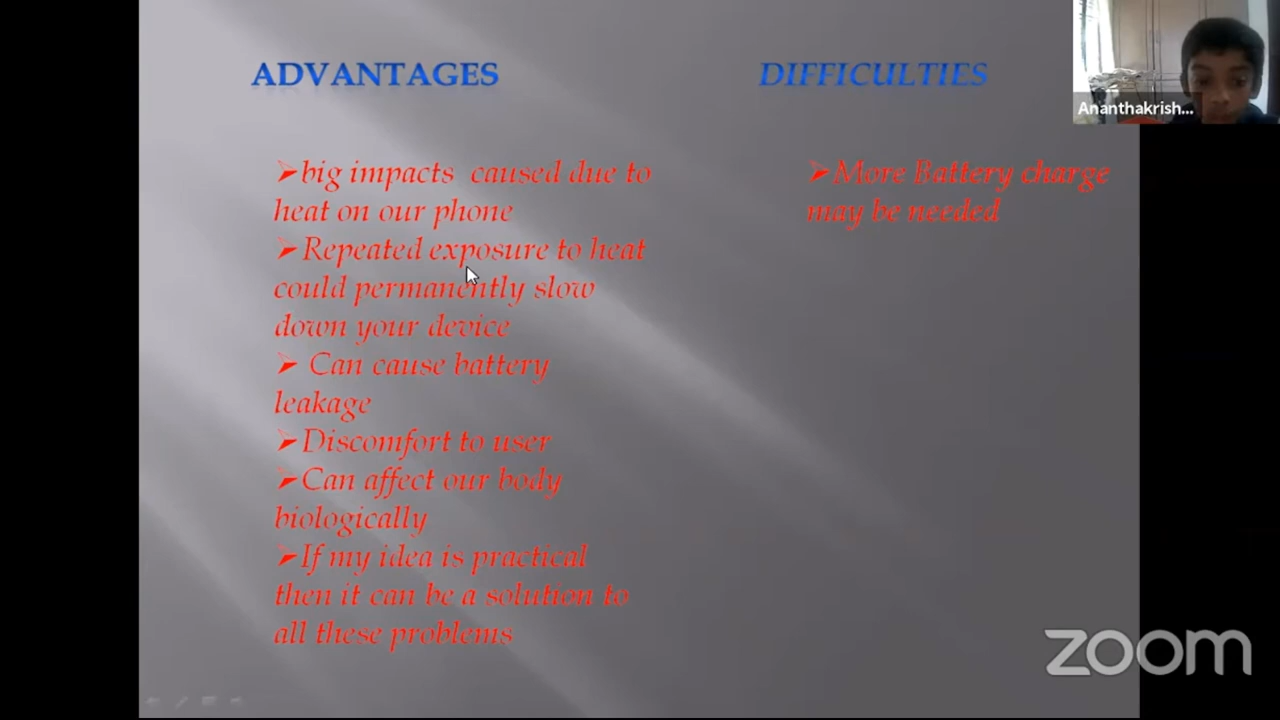 ADVANTAGES
➢big impacts caused due to
heat on our phone
➢Repeated exposure to heat
could permanently slow
down your device
➢ Can cause battery
leakage
➢Discomfort to user
➢Can affect our body
biologically
➢If my idea is practical
then it can be a solution to
all these problems
DIFFICULTIES
➢More Battery charge
may be needed
Ananthakrish...
zoom